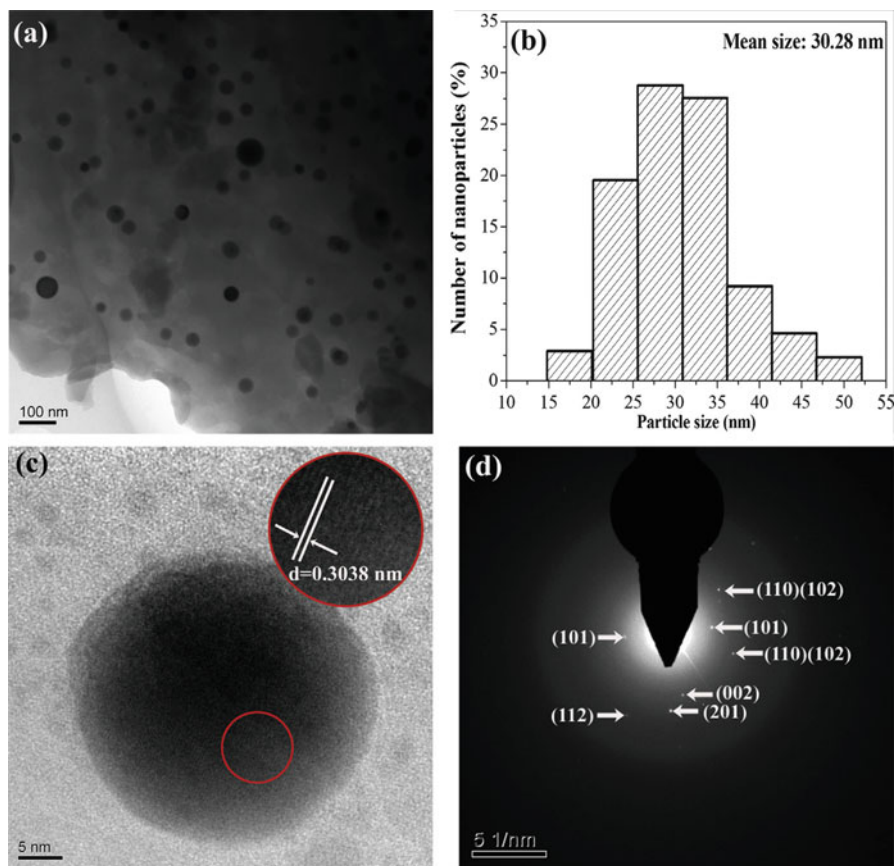 (a)
100 nm
(b)
Mean size: 30.28 nm
Number of nanoparticles (%)
35
30
25
20
15
10
5
0
10 15 20 25 30 35 40 45 50 55
Particle size (nm)
(c)
d=0.3038 nm
5 nm
(d)
(110)(102)
(101) (101)
(110)(102)
(002)
(112) (201)
5 1/nm